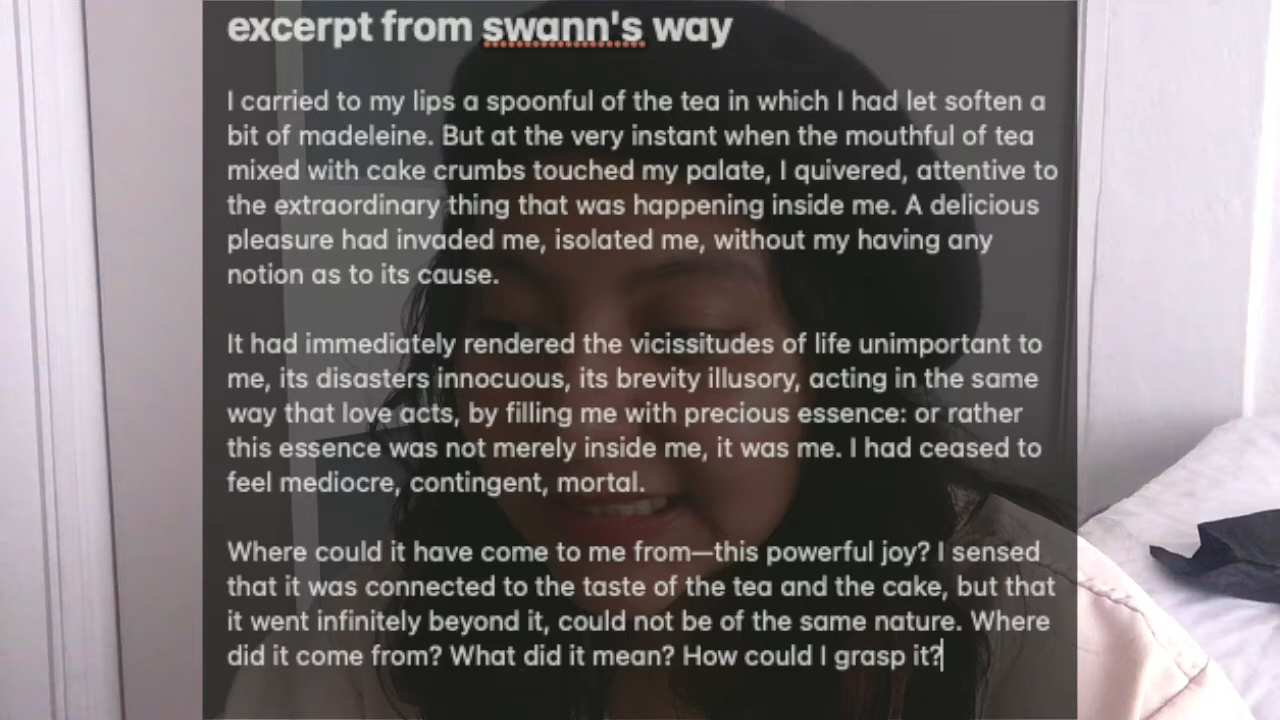 excerpt from swann's way
I carried to my lips a spoonful of the tea in which I had let soften a
bit of madeleine. But at the very instant when the mouthful of tea
mixed with cake crumbs touched my palate, I quivered, attentive to
the extraordinary thing that was happening inside me. A delicious
pleasure had invaded me, isolated me, without my having any
notion as to its cause.
It had immediately rendered the vicissitudes of life unimportant to
me, its disasters innocuous, its brevity illusory, acting in the same
way that love acts, by filling me with precious essence: or rather
this essence was not merely inside me, it was me. I had ceased to
feel mediocre, contingent, mortal.
Where could it have come to me from—this powerful joy? I sensed
that it was connected to the taste of the tea and the cake, but that
it went infinitely beyond it, could not be of the same nature. Where
did it come from? What did it mean? How could I grasp it?